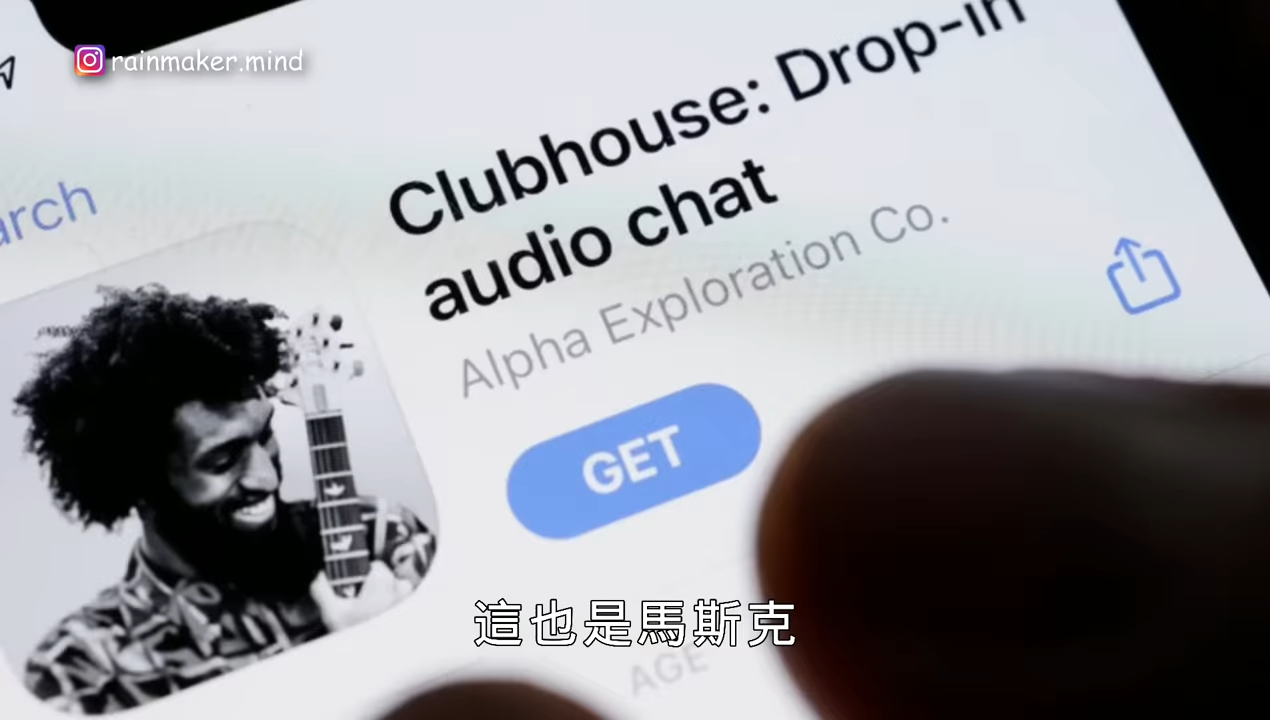 rainmaker.mind
arch
Clubhouse: Drop-in
audio chat
Alpha Exploration Co.
GET
AGE
這也是馬斯克